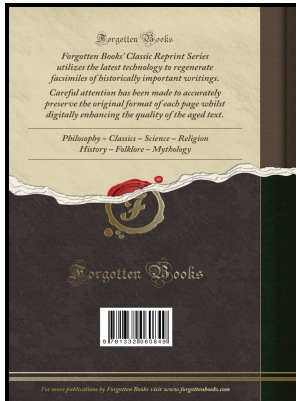 Forgotten Books
Forgotten Books' Classic Reprint Series
utilizes the latest technology to regenerate
facsimiles of historically important writings.
Careful attention has been made to accurately
preserve the original format of each page whilst
digitally enhancing the quality of the aged text.
Philosophy ~ Classics ~ Science ~ Religion
History ~ Folklore ~ Mythology
F
Forgotten Books
9 781332 060849
For more publications by Forgotten Books visit www.forgottenbooks.com